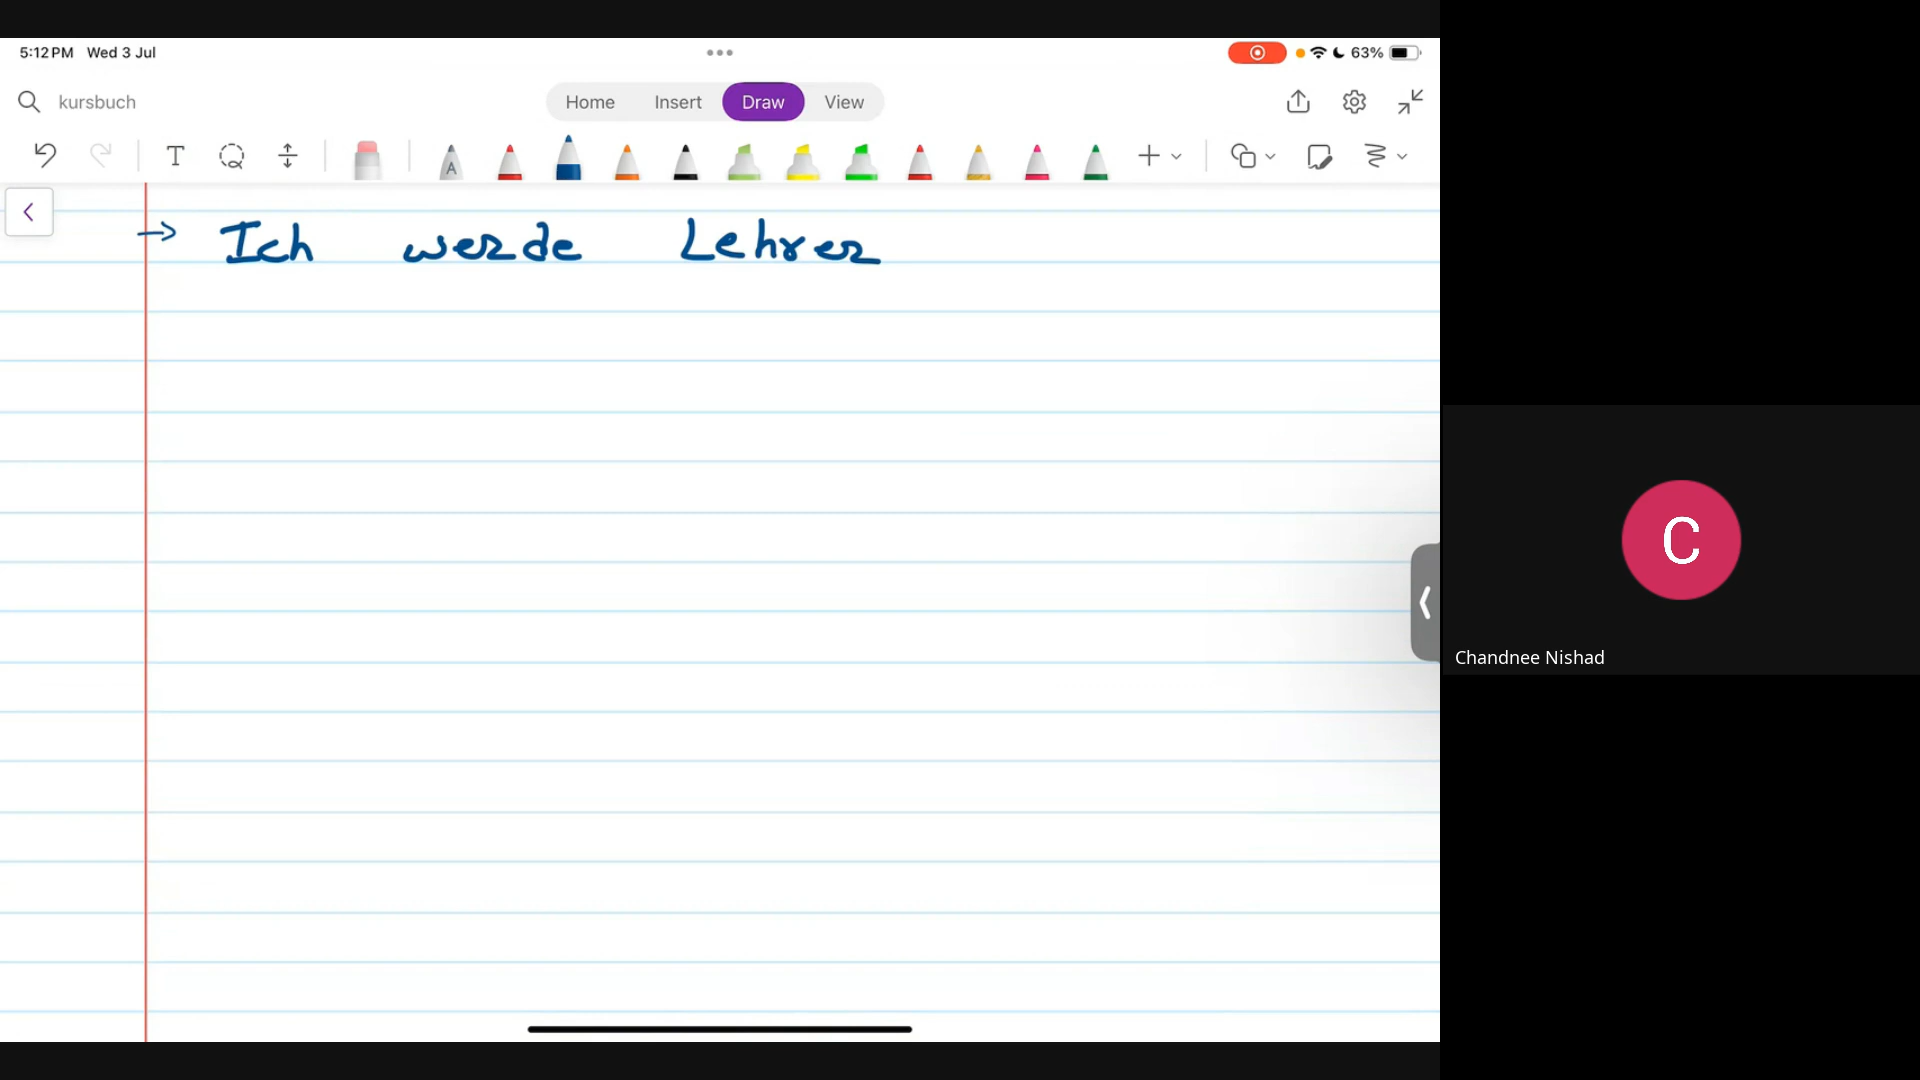 5:12 PM Wed 3 Jul 63%
kursbuch Home Insert Draw View
T A
→ Ich werde Lehrer
C
Chandnee Nishad